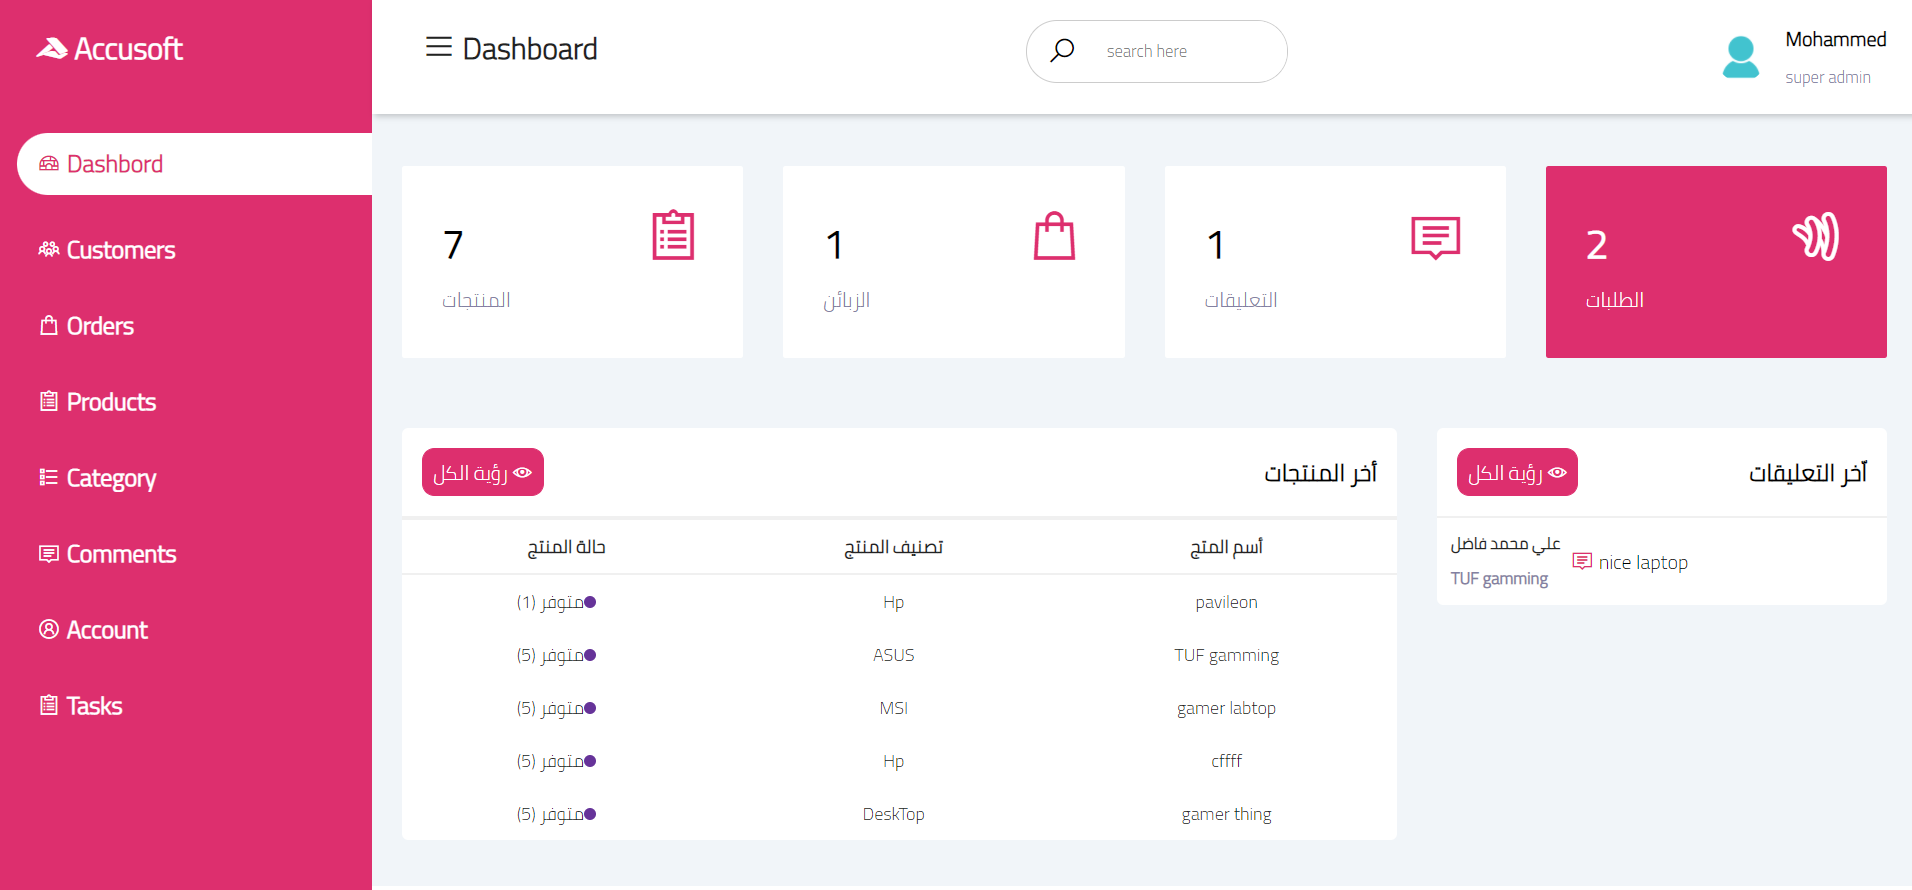 Accusoft
Dashbord
Customers
Orders
Products
Category
Comments
Account
Tasks
Dashboard
search here
Mohammed
super admin
7
المنتجات
1
الزبائن
1
التعليقات
2
الطلبات
أخر المنتجات
رؤية الكل
أسم المتج تصنيف المنتج حالة المنتج
pavileon Hp متوفر (1)
TUF gamming ASUS متوفر (5)
gamer labtop MSI متوفر (5)
cffff Hp متوفر (5)
gamer thing DeskTop متوفر (5)
آخر التعليقات
رؤية الكل
علي محمد فاضل
TUF gamming
nice laptop